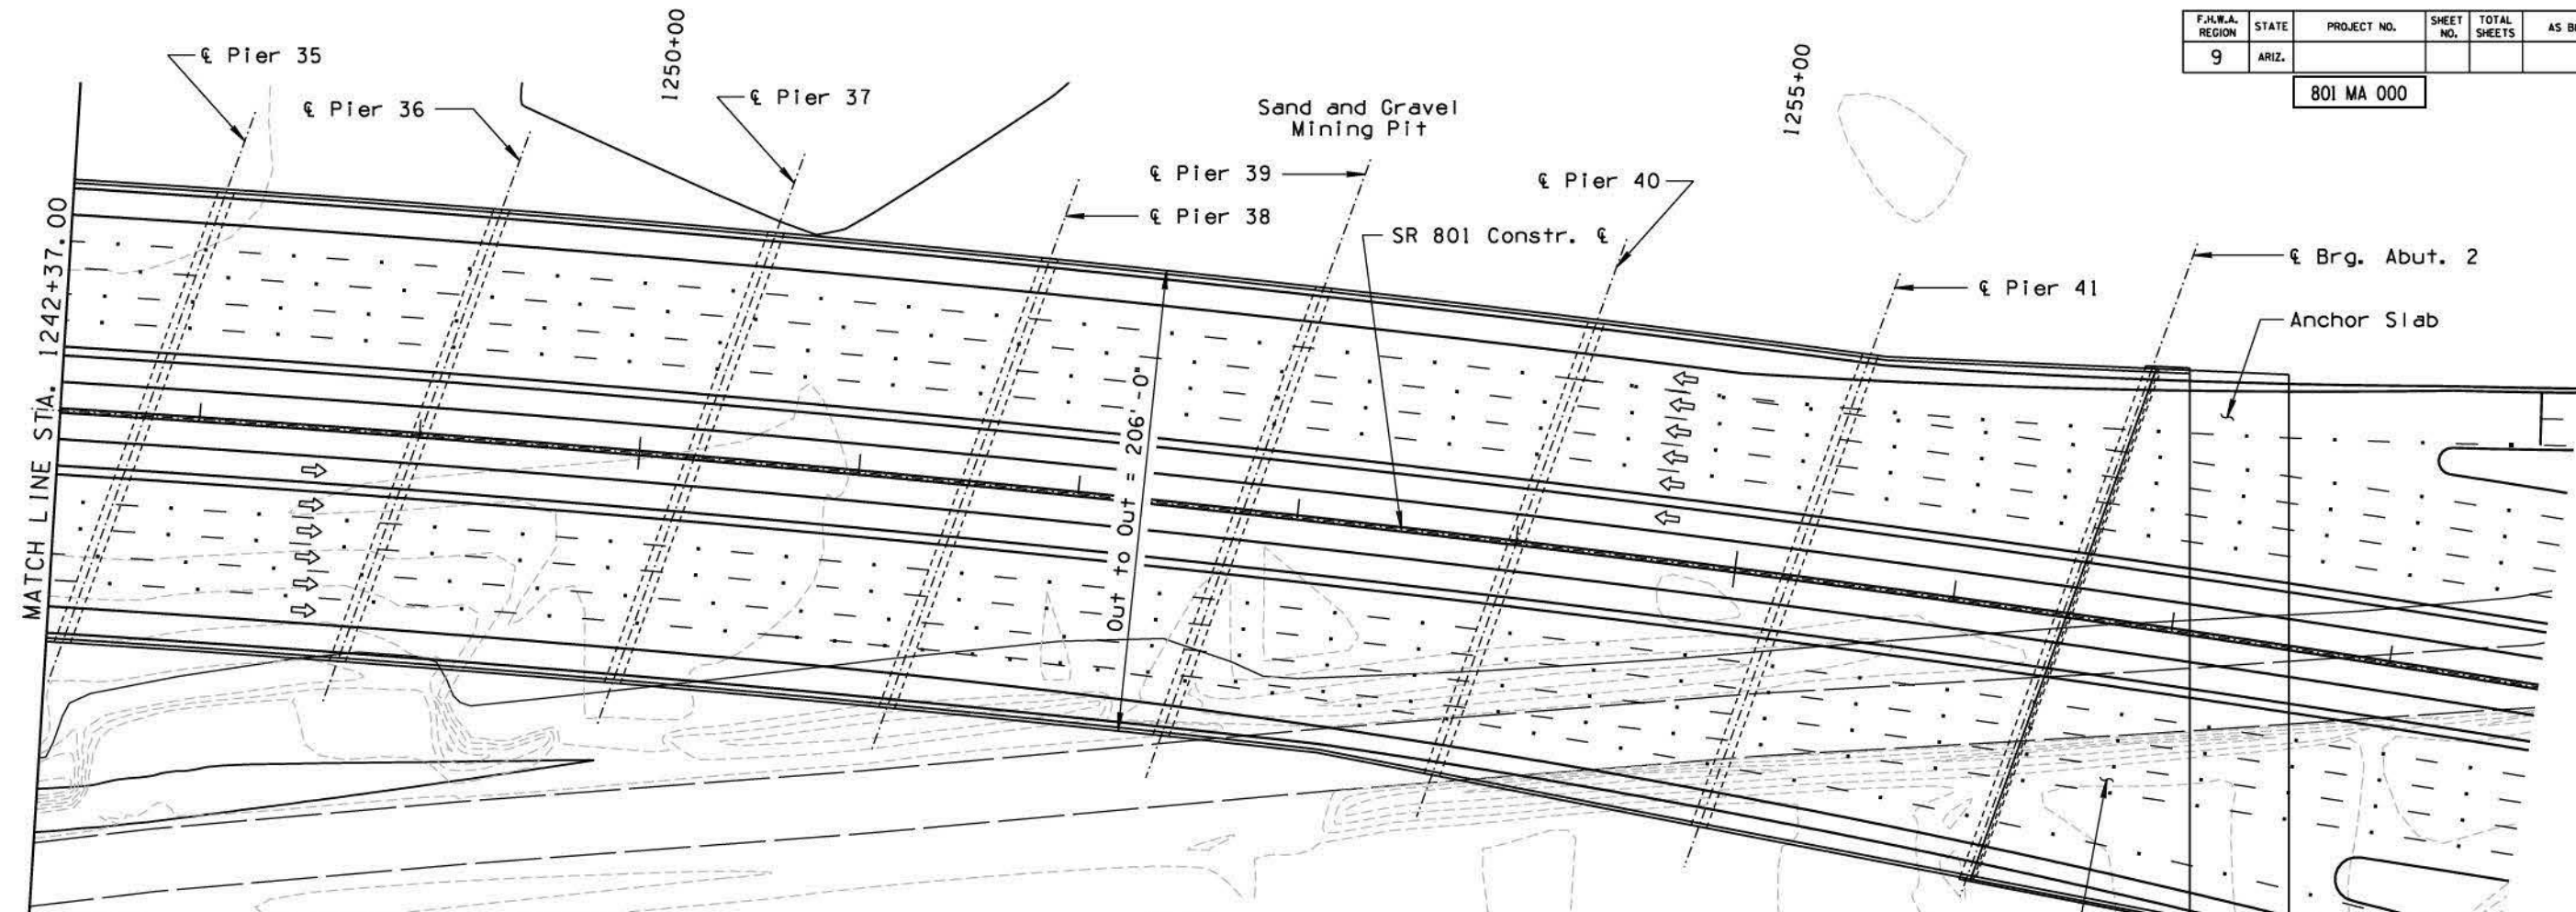 F.H.W.A. REGION STATE PROJECT NO. SHEET NO. TOTAL SHEETS AS
9 ARIZ.
801 MA 000
1250+00
1255+00
℄ Pier 35
℄ Pier 36
℄ Pier 37
Sand and Gravel
Mining Pit
℄ Pier 39
℄ Pier 38
℄ Pier 40
SR 801 Constr. ℄
℄ Pier 41
℄ Brg. Abut. 2
Anchor Slab
MATCH LINE STA. 1242+37.00
Out to Out = 206'-0"